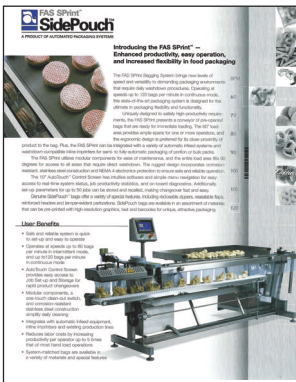 FAS SPrint™
SidePouch®
A PRODUCT OF AUTOMATED PACKAGING SYSTEMS
Introducing the FAS SPrint™ –
Enhanced productivity, easy operation,
and increased flexibility in food packaging
The FAS SPrint Bagging System brings new levels of
speed and versatility to demanding packaging environments
that require daily washdown procedures. Operating at
speeds up to 120 bags per minute in continuous mode,
this state-of-the-art packaging system is designed for the
ultimate in packaging flexibility and functionality.
Uniquely designed to satisfy high-productivity require-
ments, the FAS SPrint presents a conveyor of pre-opened
bags that are ready for immediate loading. The 60" load
area provides ample space for one or more operators, and
the ergonomic design is preferred by its close proximity of
product to the bag. Plus, the FAS SPrint can be integrated with a variety of automatic infeed systems and
washdown-compatible inline imprinters for semi- to fully-automatic packaging of portion or bulk packs.
The FAS SPrint utilizes modular components for ease of maintenance, and the entire load area tilts 90
degrees for access to all areas that require direct washdown. The rugged design incorporates corrosion-
resistant, stainless steel construction and NEMA 4 electronics protection to ensure safe and reliable operation.
The 10" AutoTouch™ Control Screen has intuitive software and simple menu navigation for easy
access to real-time system status, job productivity statistics, and on-board diagnostics. Additionally,
set-up parameters for up to 50 jobs can be stored and recalled, making changeover fast and easy.
Genuine SidePouch® bags offer a variety of special features, including recloseable zippers, resealable flaps,
reinforced headers and tamper-evident perforations. SidePouch bags are available in an assortment of materials
that can be pre-printed with high-resolution graphics, text and barcodes for unique, attractive packaging.
User Benefits
• Safe and reliable system is quick
to set-up and easy to operate
• Operates at speeds up to 80 bags
per minute in intermittent mode,
and up to 120 bags per minute
in continuous mode
• AutoTouch Control Screen
provides easy access to
Job Set-up and Storage for
rapid product changeovers
• Modular components, a
one-touch clean-out switch,
and corrosion-resistant
stainless steel construction
simplify daily cleaning
• Integrates with automatic infeed equipment,
inline imprinters and existing production lines
• Reduces labor costs by increasing
productivity per operator up to 5 times
that of most hand load operations
• System-matched bags are available in
a variety of materials and special features